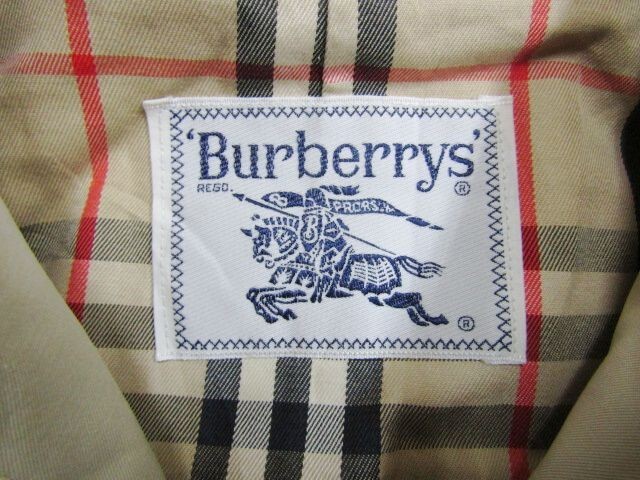 'Burberrys'
REGD. ®
PRORSUM
®